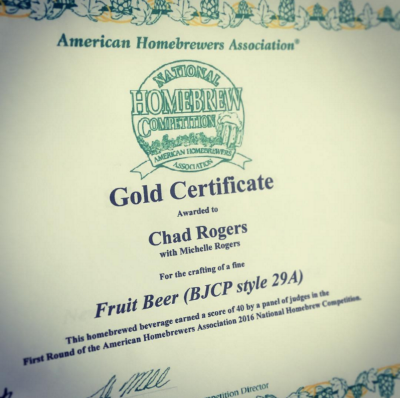 American Homebrewers Association®
NATIONAL
HOMEBREW
COMPETITION
AMERICAN HOMEBREWERS
ASSOCIATION
Gold Certificate
Awarded to
Chad Rogers
with Michelle Rogers
For the crafting of a fine
Fruit Beer (BJCP style 29A)
This homebrewed beverage earned a score of 40 by a panel of judges in the
First Round of the American Homebrewers Association 2016 National Homebrew Competition.
Director